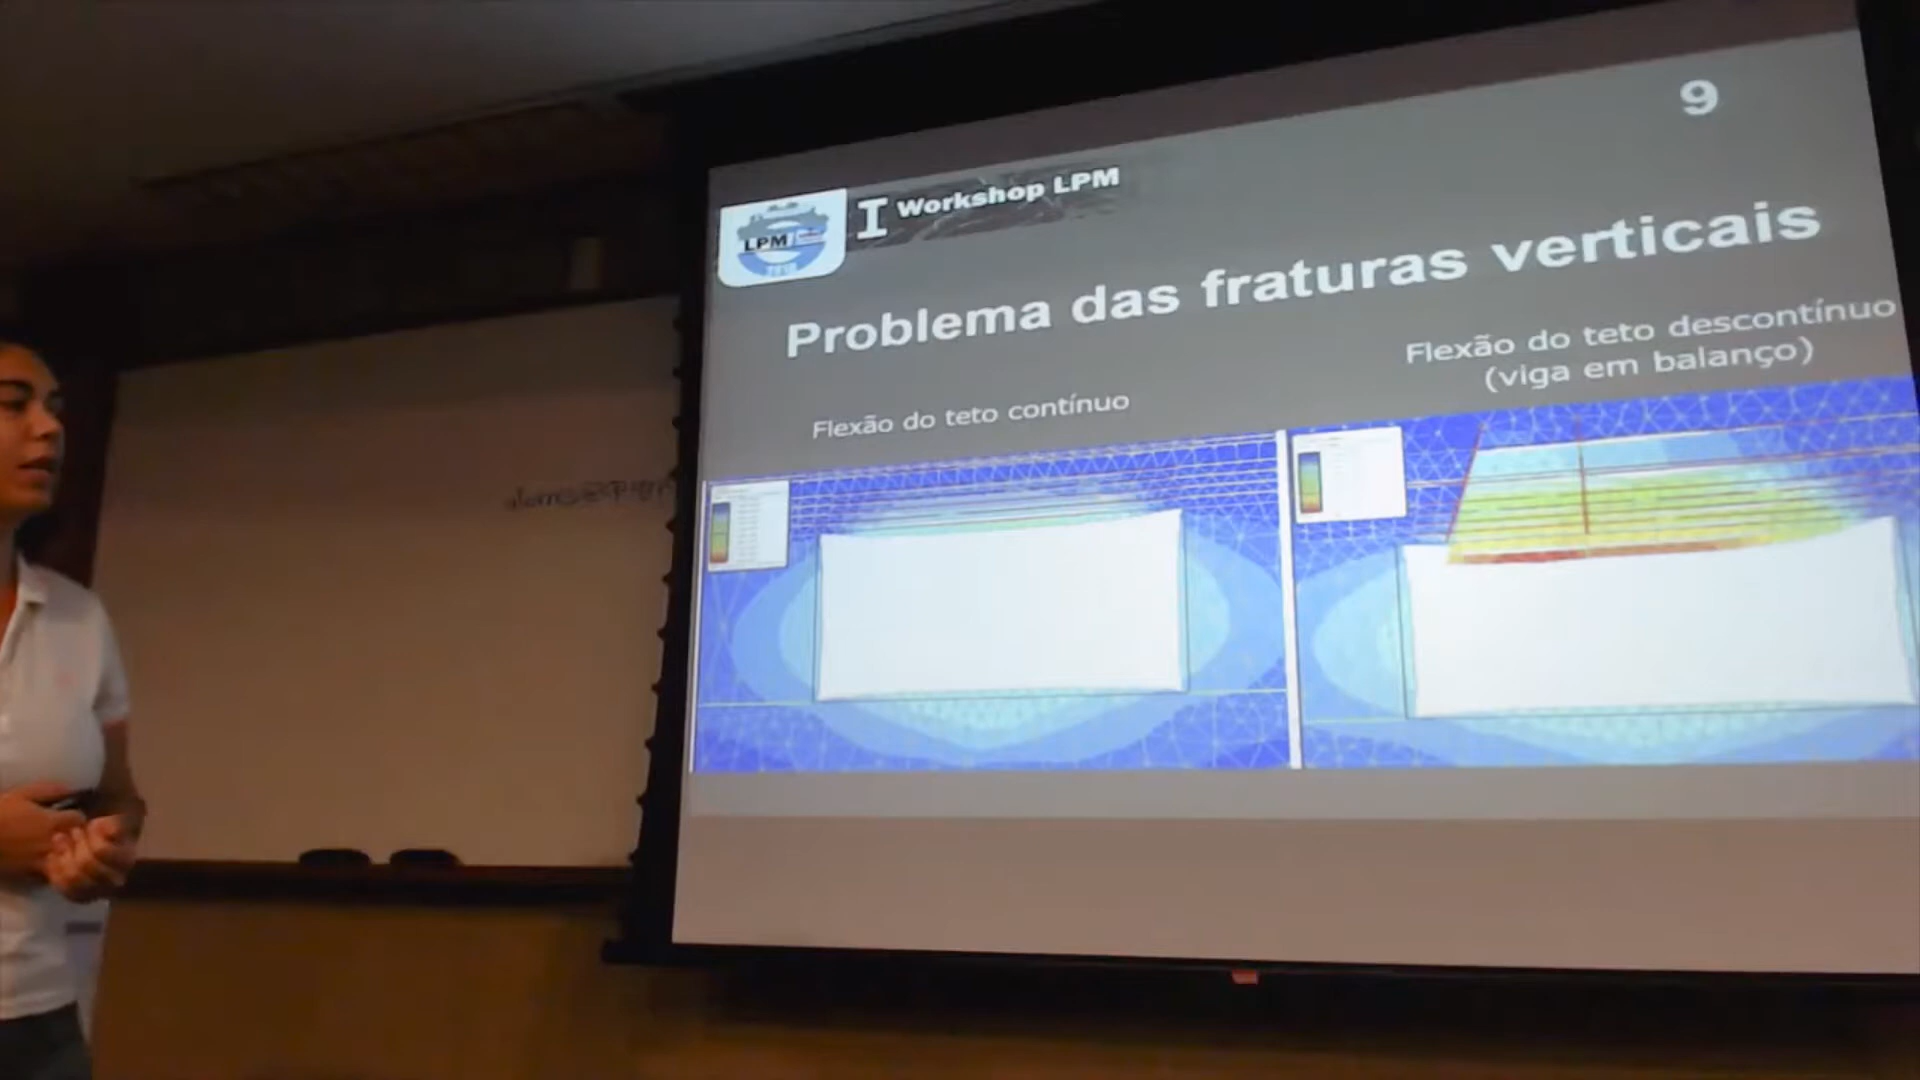 9
LPM
I Workshop LPM
Problema das fraturas verticais
Flexão do teto contínuo
Flexão do teto descontínuo
(viga em balanço)